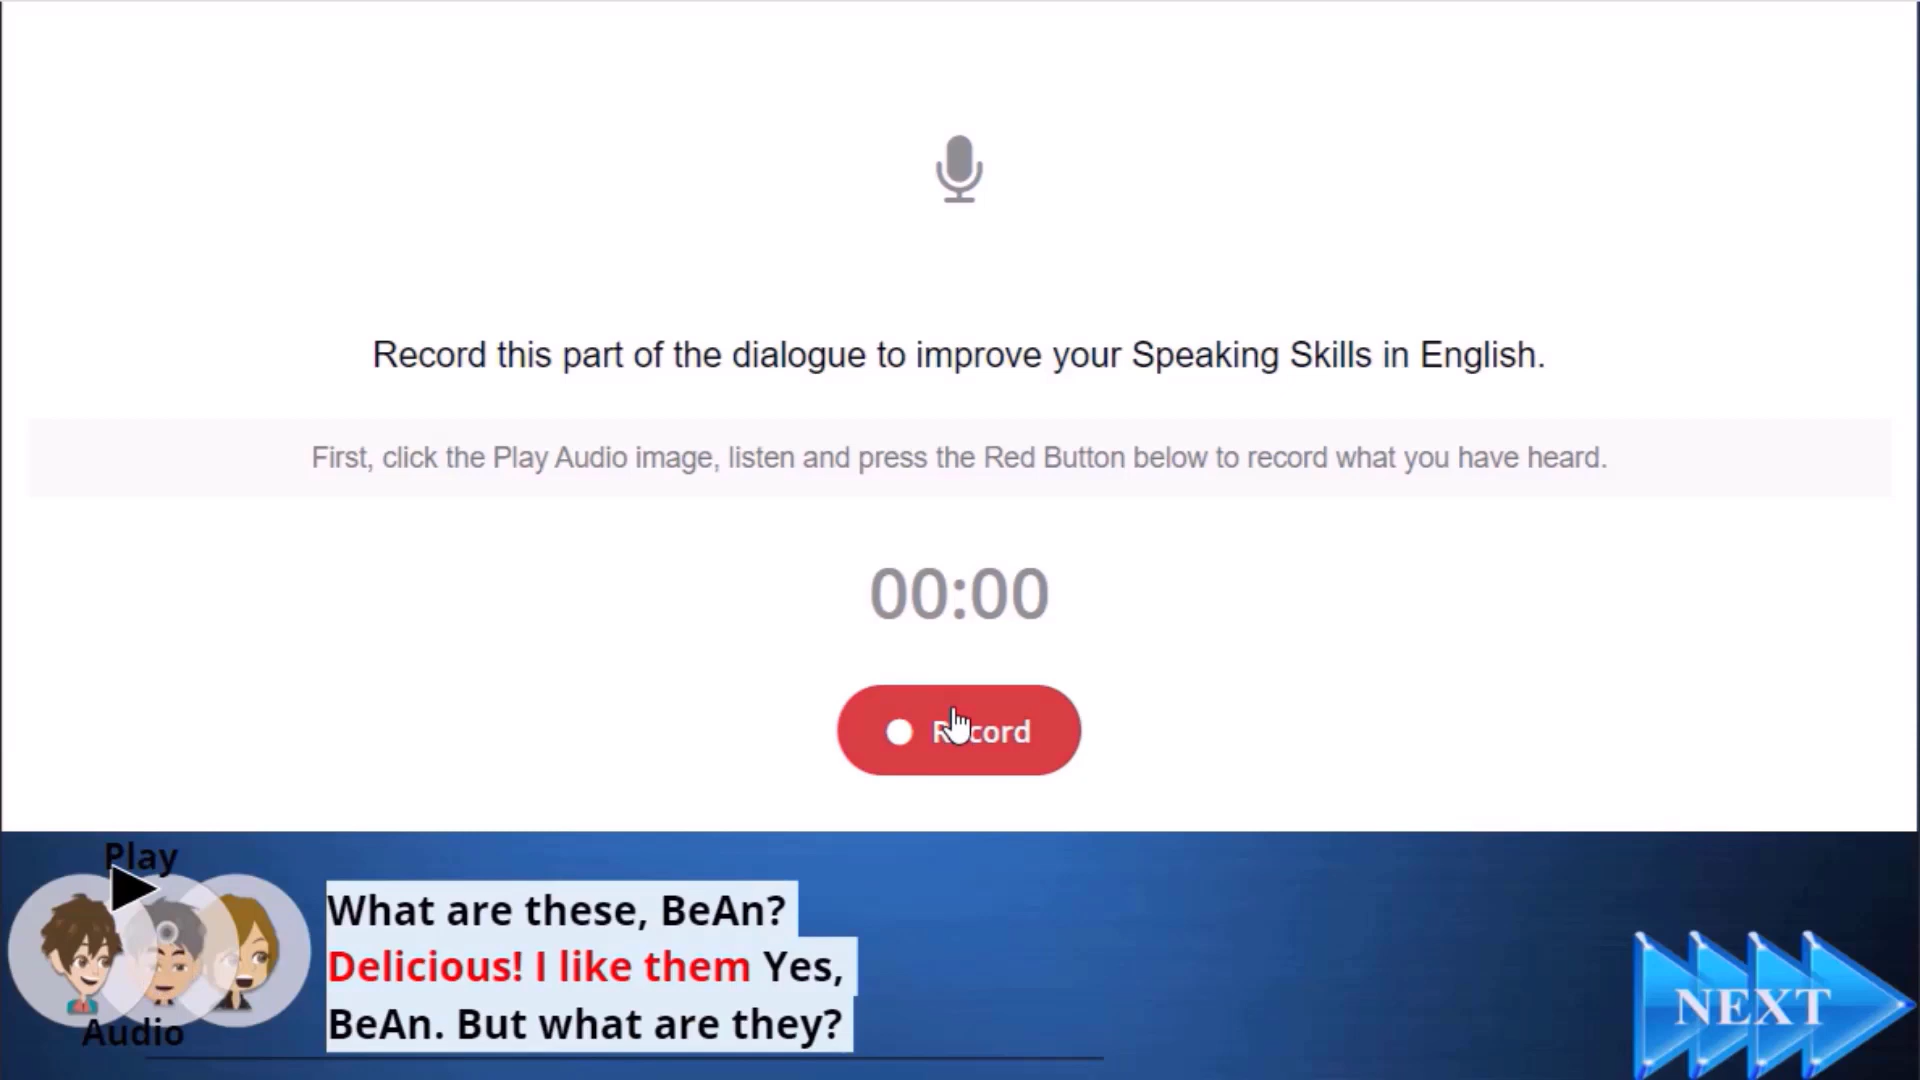 Record this part of the dialogue to improve your Speaking Skills in English.
First, click the Play Audio image, listen and press the Red Button below to record what you have heard.
00:00
Record
Play
Audio
What are these, BeAn?
Delicious! I like them Yes,
BeAn. But what are they?
NEXT